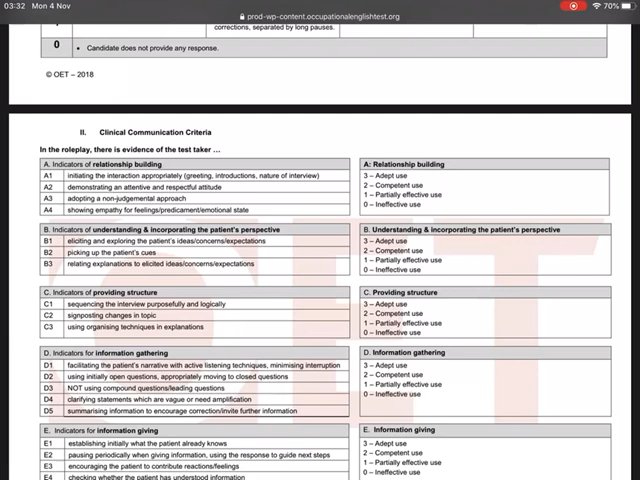 03:32 Mon 4 Nov
70%
prod-wp-content.occupationalenglishtest.org
corrections, separated by long pauses.
0 • Candidate does not provide any response.
© OET – 2018
II. Clinical Communication Criteria
In the roleplay, there is evidence of the test taker …
A. Indicators of relationship building
A1 initiating the interaction appropriately (greeting, introductions, nature of interview)
A2 demonstrating an attentive and respectful attitude
A3 adopting a non-judgemental approach
A4 showing empathy for feelings/predicament/emotional state
A: Relationship building
3 – Adept use
2 – Competent use
1 – Partially effective use
0 – Ineffective use
B. Indicators of understanding & incorporating the patient's perspective
B1 eliciting and exploring the patient's ideas/concerns/expectations
B2 picking up the patient's cues
B3 relating explanations to elicited ideas/concerns/expectations
B. Understanding & incorporating the patient's perspective
3 – Adept use
2 – Competent use
1 – Partially effective use
0 – Ineffective use
C. Indicators of providing structure
C1 sequencing the interview purposefully and logically
C2 signposting changes in topic
C3 using organising techniques in explanations
C. Providing structure
3 – Adept use
2 – Competent use
1 – Partially effective use
0 – Ineffective use
D. Indicators for information gathering
D1 facilitating the patient's narrative with active listening techniques, minimising interruption
D2 using initially open questions, appropriately moving to closed questions
D3 NOT using compound questions/leading questions
D4 clarifying statements which are vague or need amplification
D5 summarising information to encourage correction/invite further information
D. Information gathering
3 – Adept use
2 – Competent use
1 – Partially effective use
0 – Ineffective use
E. Indicators for information giving
E1 establishing initially what the patient already knows
E2 pausing periodically when giving information, using the response to guide next steps
E3 encouraging the patient to contribute reactions/feelings
E4 checking whether the patient has understood information
E. Information giving
3 – Adept use
2 – Competent use
1 – Partially effective use
0 – Ineffective use
OET